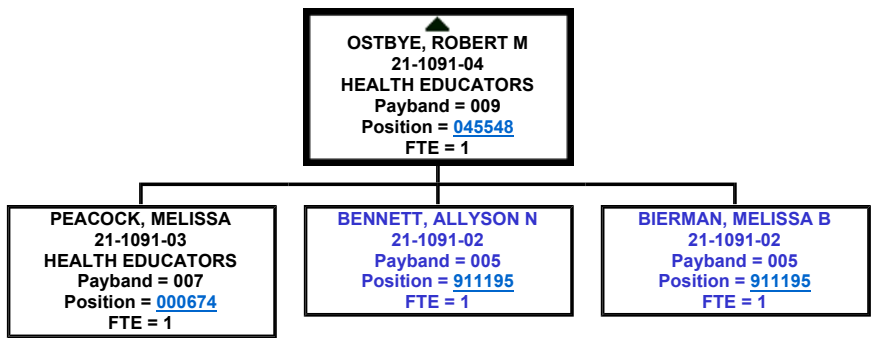 OSTBYE, ROBERT M
21-1091-04
HEALTH EDUCATORS
Payband = 009
Position = 045548
FTE = 1
PEACOCK, MELISSA
21-1091-03
HEALTH EDUCATORS
Payband = 007
Position = 000674
FTE = 1
BENNETT, ALLYSON N
21-1091-02
Payband = 005
Position = 911195
FTE = 1
BIERMAN, MELISSA B
21-1091-02
Payband = 005
Position = 911195
FTE = 1